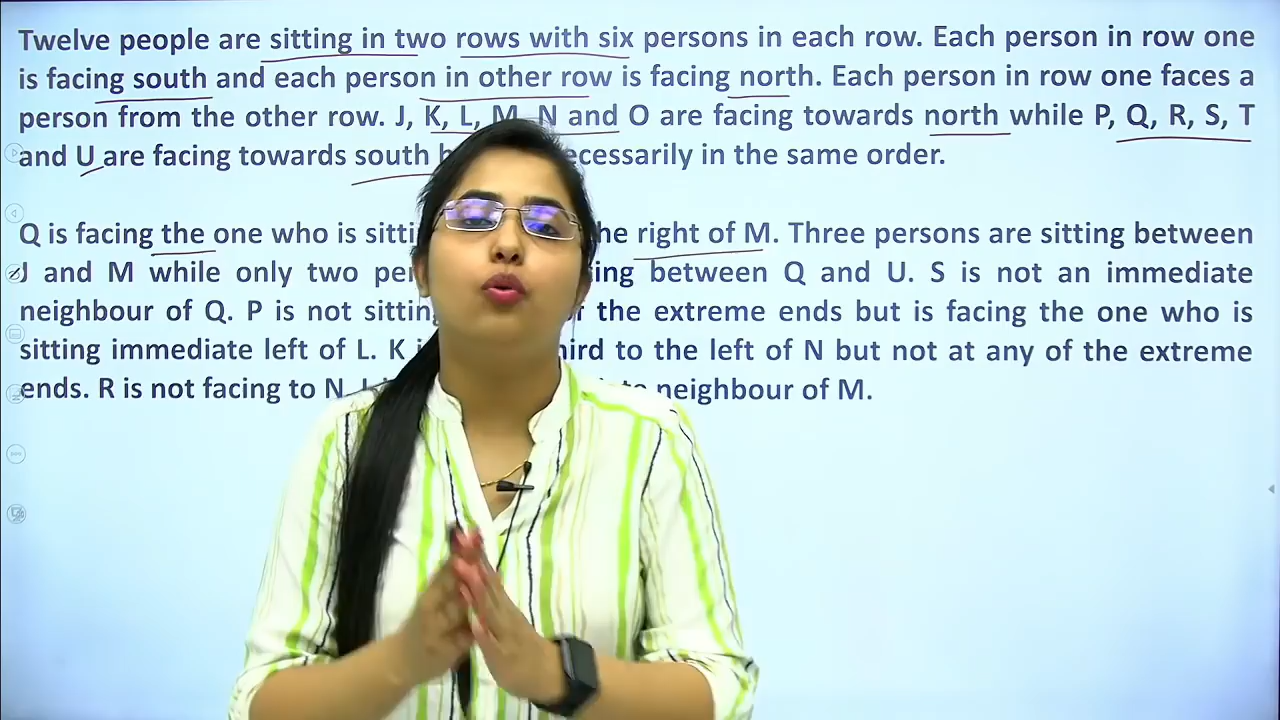 Twelve people are sitting in two rows with six persons in each row. Each person in row one
is facing south and each person in other row is facing north. Each person in row one faces a
person from the other row. J, K, L, M, N and O are facing towards north while P, Q, R, S, T
and U are facing towards south in the same order.
Q is facing the one who is the right of M. Three persons are sitting between
J and M while only two between Q and U. S is not an immediate
neighbour of Q. P is not the extreme ends but is facing the one who is
sitting immediate left of L. K to the left of N but not at any of the extreme
ends. R is not facing to N. neighbour of M.